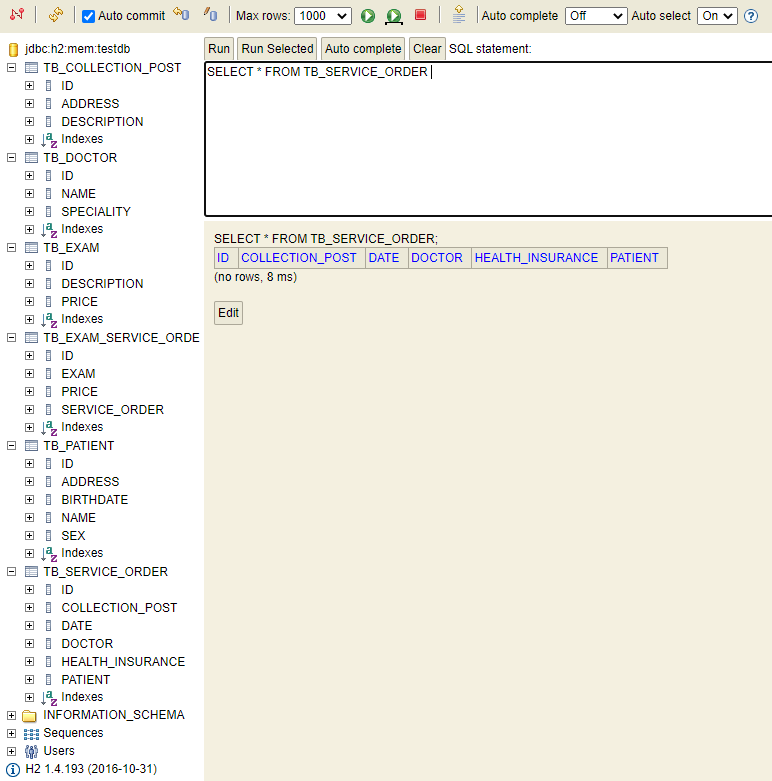 Auto commit Max rows: 1000 Auto complete Off Auto select On ?
jdbc:h2:mem:testdb
TB_COLLECTION_POST
ID
ADDRESS
DESCRIPTION
Indexes
TB_DOCTOR
ID
NAME
SPECIALITY
Indexes
TB_EXAM
ID
DESCRIPTION
PRICE
Indexes
TB_EXAM_SERVICE_ORDE
ID
EXAM
PRICE
SERVICE_ORDER
Indexes
TB_PATIENT
ID
ADDRESS
BIRTHDATE
NAME
SEX
Indexes
TB_SERVICE_ORDER
ID
COLLECTION_POST
DATE
DOCTOR
HEALTH_INSURANCE
PATIENT
Indexes
INFORMATION_SCHEMA
Sequences
Users
H2 1.4.193 (2016-10-31)
Run Run Selected Auto complete Clear SQL statement:
SELECT * FROM TB_SERVICE_ORDER
SELECT * FROM TB_SERVICE_ORDER;
ID COLLECTION_POST DATE DOCTOR HEALTH_INSURANCE PATIENT
(no rows, 8 ms)
Edit